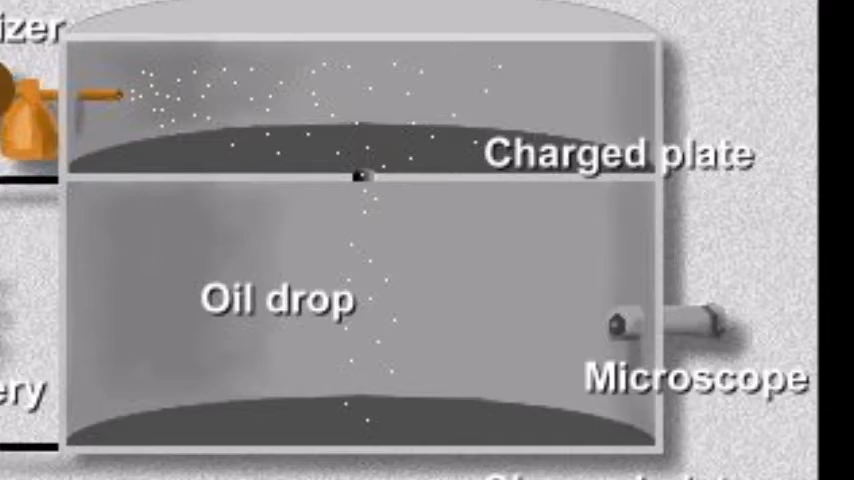 izer
Charged plate
Oil drop
Microscope
ery